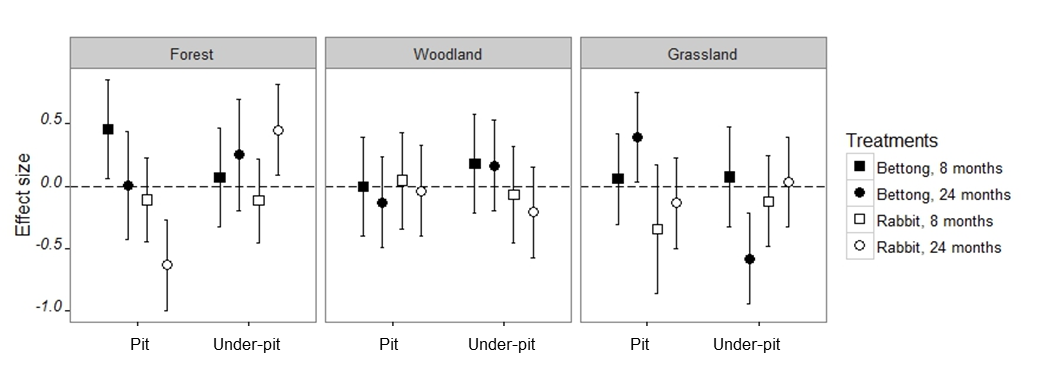 Forest
Woodland
Grassland
Effect size
0.5
0.0
-0.5
-1.0
Pit
Under-pit
Pit
Under-pit
Pit
Under-pit
Treatments
Bettong, 8 months
Bettong, 24 months
Rabbit, 8 months
Rabbit, 24 months